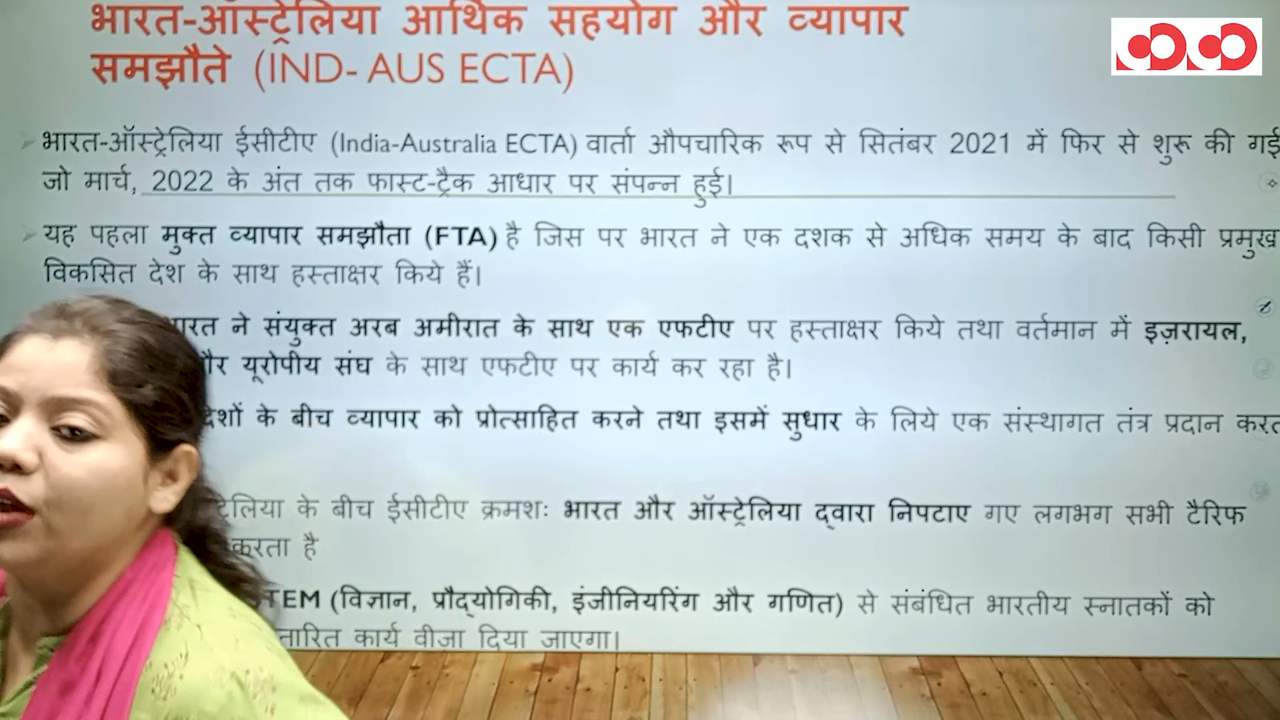 भारत-ऑस्ट्रेलिया आर्थिक सहयोग और व्यापार
समझौते (IND- AUS ECTA)
भारत-ऑस्ट्रेलिया ईसीटीए (India-Australia ECTA) वार्ता औपचारिक रूप से सितंबर 2021 में फिर से शुरू की गई
जो मार्च, 2022 के अंत तक फास्ट-ट्रैक आधार पर संपन्न हुई।
यह पहला मुक्त व्यापार समझौता (FTA) है जिस पर भारत ने एक दशक से अधिक समय के बाद किसी प्रमुख
विकसित देश के साथ हस्ताक्षर किये हैं।
ने संयुक्त अरब अमीरात के साथ एक एफटीए पर हस्ताक्षर किये तथा वर्तमान में इज़रायल,
यूरोपीय संघ के साथ एफटीए पर कार्य कर रहा है।
के बीच व्यापार को प्रोत्साहित करने तथा इसमें सुधार के लिये एक संस्थागत तंत्र प्रदान
के बीच ईसीटीए क्रमशः भारत और ऑस्ट्रेलिया द्वारा निपटाए गए लगभग सभी टैरिफ
करता है
(विज्ञान, प्रौद्योगिकी, इंजीनियरिंग और गणित) से संबंधित भारतीय स्नातकों को
कार्य वीजा दिया जाएगा।